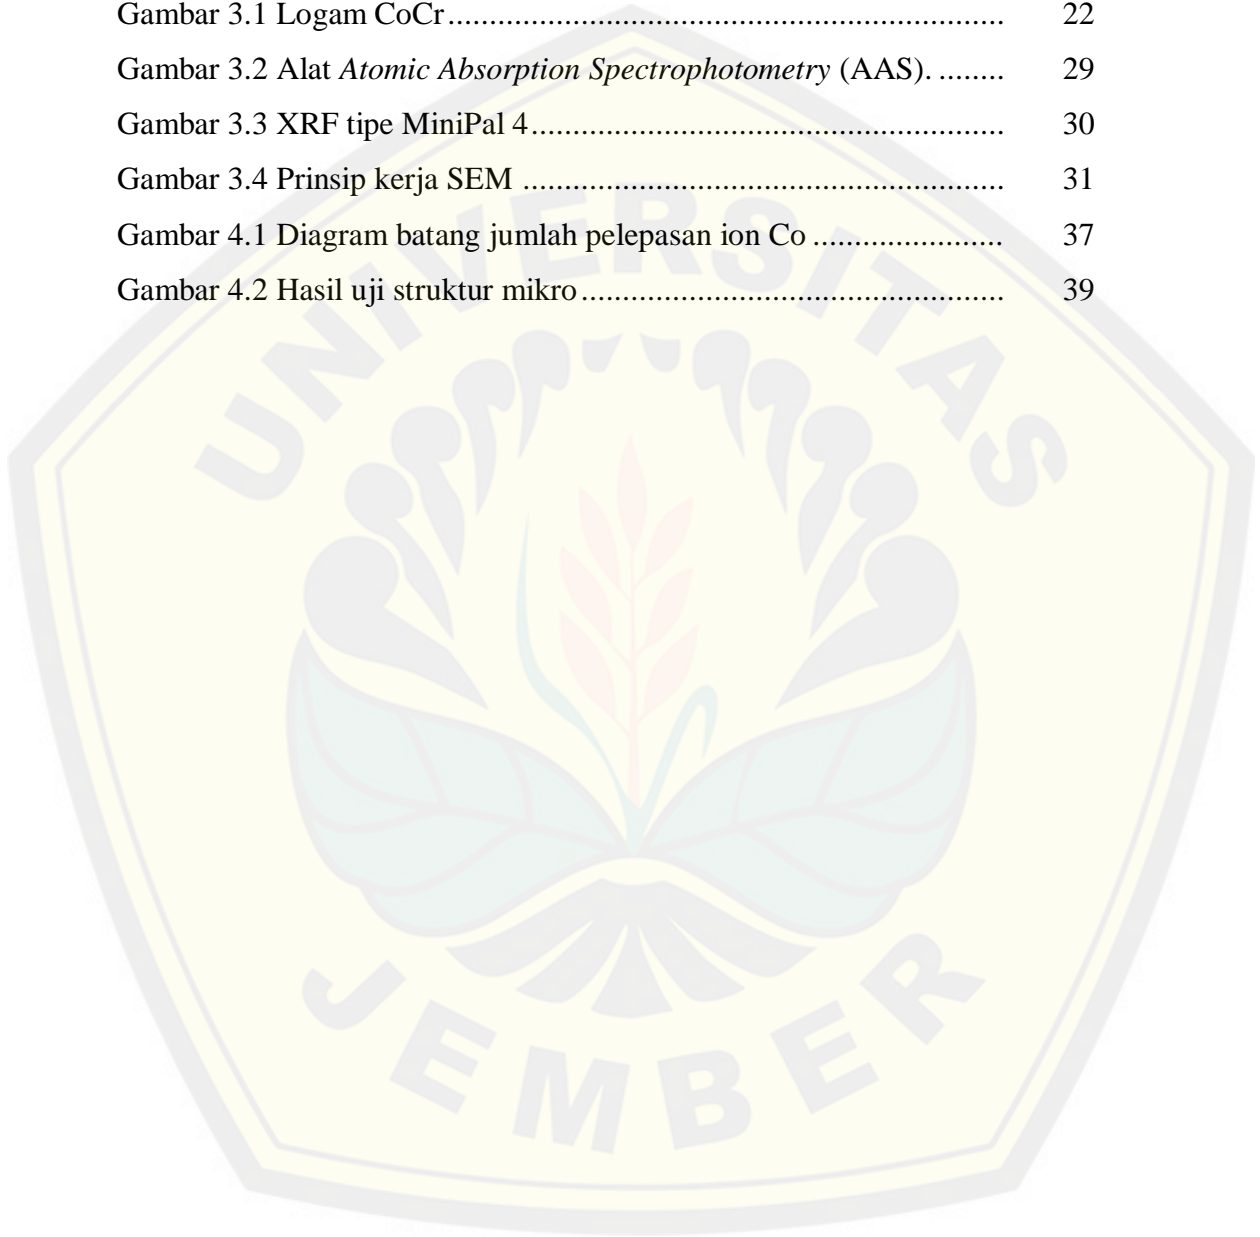 Gambar 3.1 Logam CoCr ..................................................................... 22
Gambar 3.2 Alat Atomic Absorption Spectrophotometry (AAS). ........ 29
Gambar 3.3 XRF tipe MiniPal 4 ........................................................... 30
Gambar 3.4 Prinsip kerja SEM ............................................................ 31
Gambar 4.1 Diagram batang jumlah pelepasan ion Co ....................... 37
Gambar 4.2 Hasil uji struktur mikro .................................................... 39
UNIVERSITAS
JEMBER